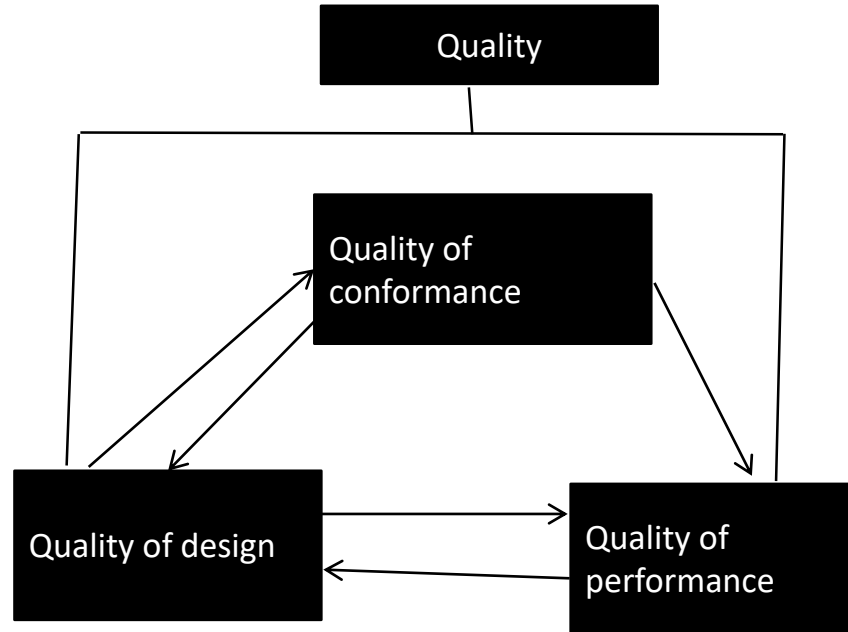 Quality
Quality of
conformance
Quality of design
Quality of
performance